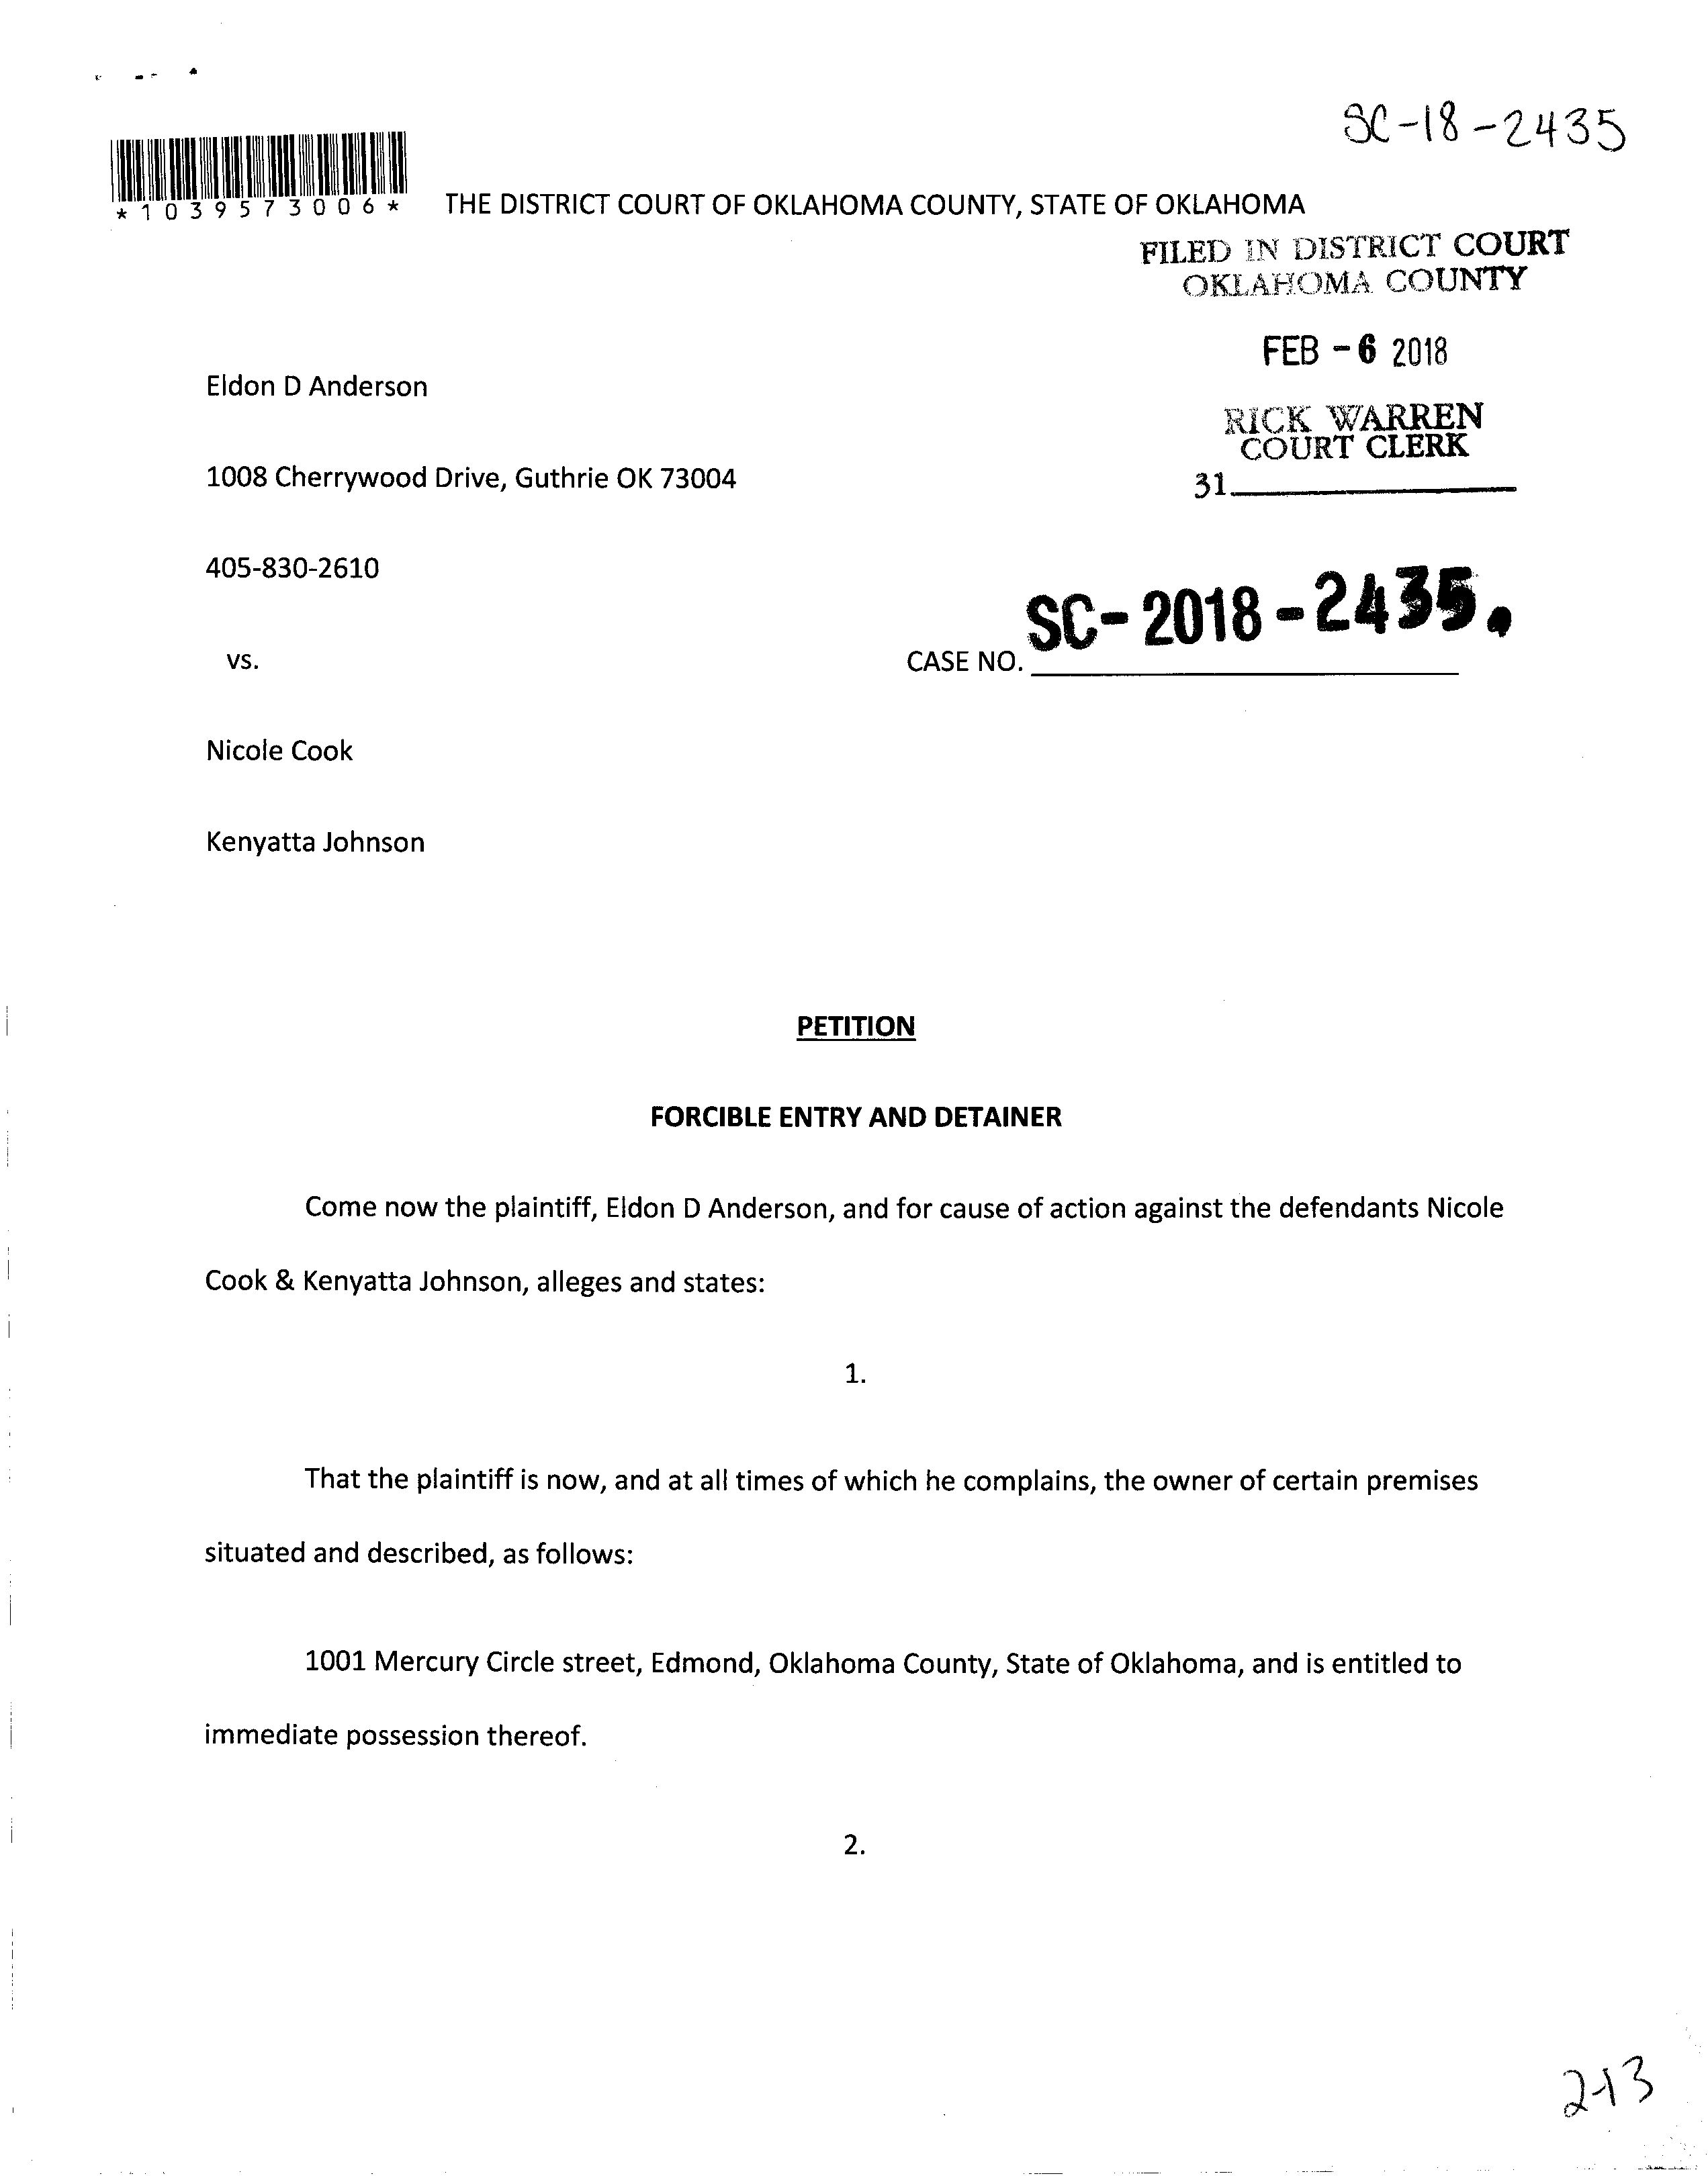 SC-18-2435
*1039573006*
THE DISTRICT COURT OF OKLAHOMA COUNTY, STATE OF OKLAHOMA
FILED IN DISTRICT COURT
OKLAHOMA COUNTY
FEB -6 2018
Eldon D Anderson
RICK WARREN
COURT CLERK
1008 Cherrywood Drive, Guthrie OK 73004
31.
405-830-2610
SC-2018-2435.
vs.
CASE NO.
Nicole Cook
Kenyatta Johnson
PETITION
FORCIBLE ENTRY AND DETAINER
Come now the plaintiff, Eldon D Anderson, and for cause of action against the defendants Nicole
Cook & Kenyatta Johnson, alleges and states:
1.
That the plaintiff is now, and at all times of which he complains, the owner of certain premises
situated and described, as follows:
1001 Mercury Circle street, Edmond, Oklahoma County, State of Oklahoma, and is entitled to
immediate possession thereof.
2.
2-13